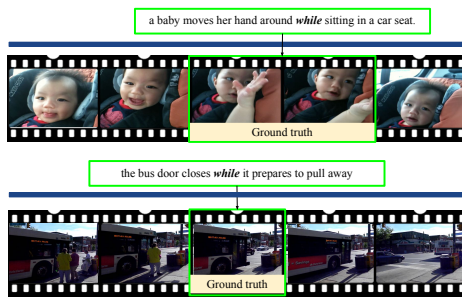 a baby moves her hand around while sitting in a car seat.
Ground truth
the bus door closes while it prepares to pull away
Ground truth